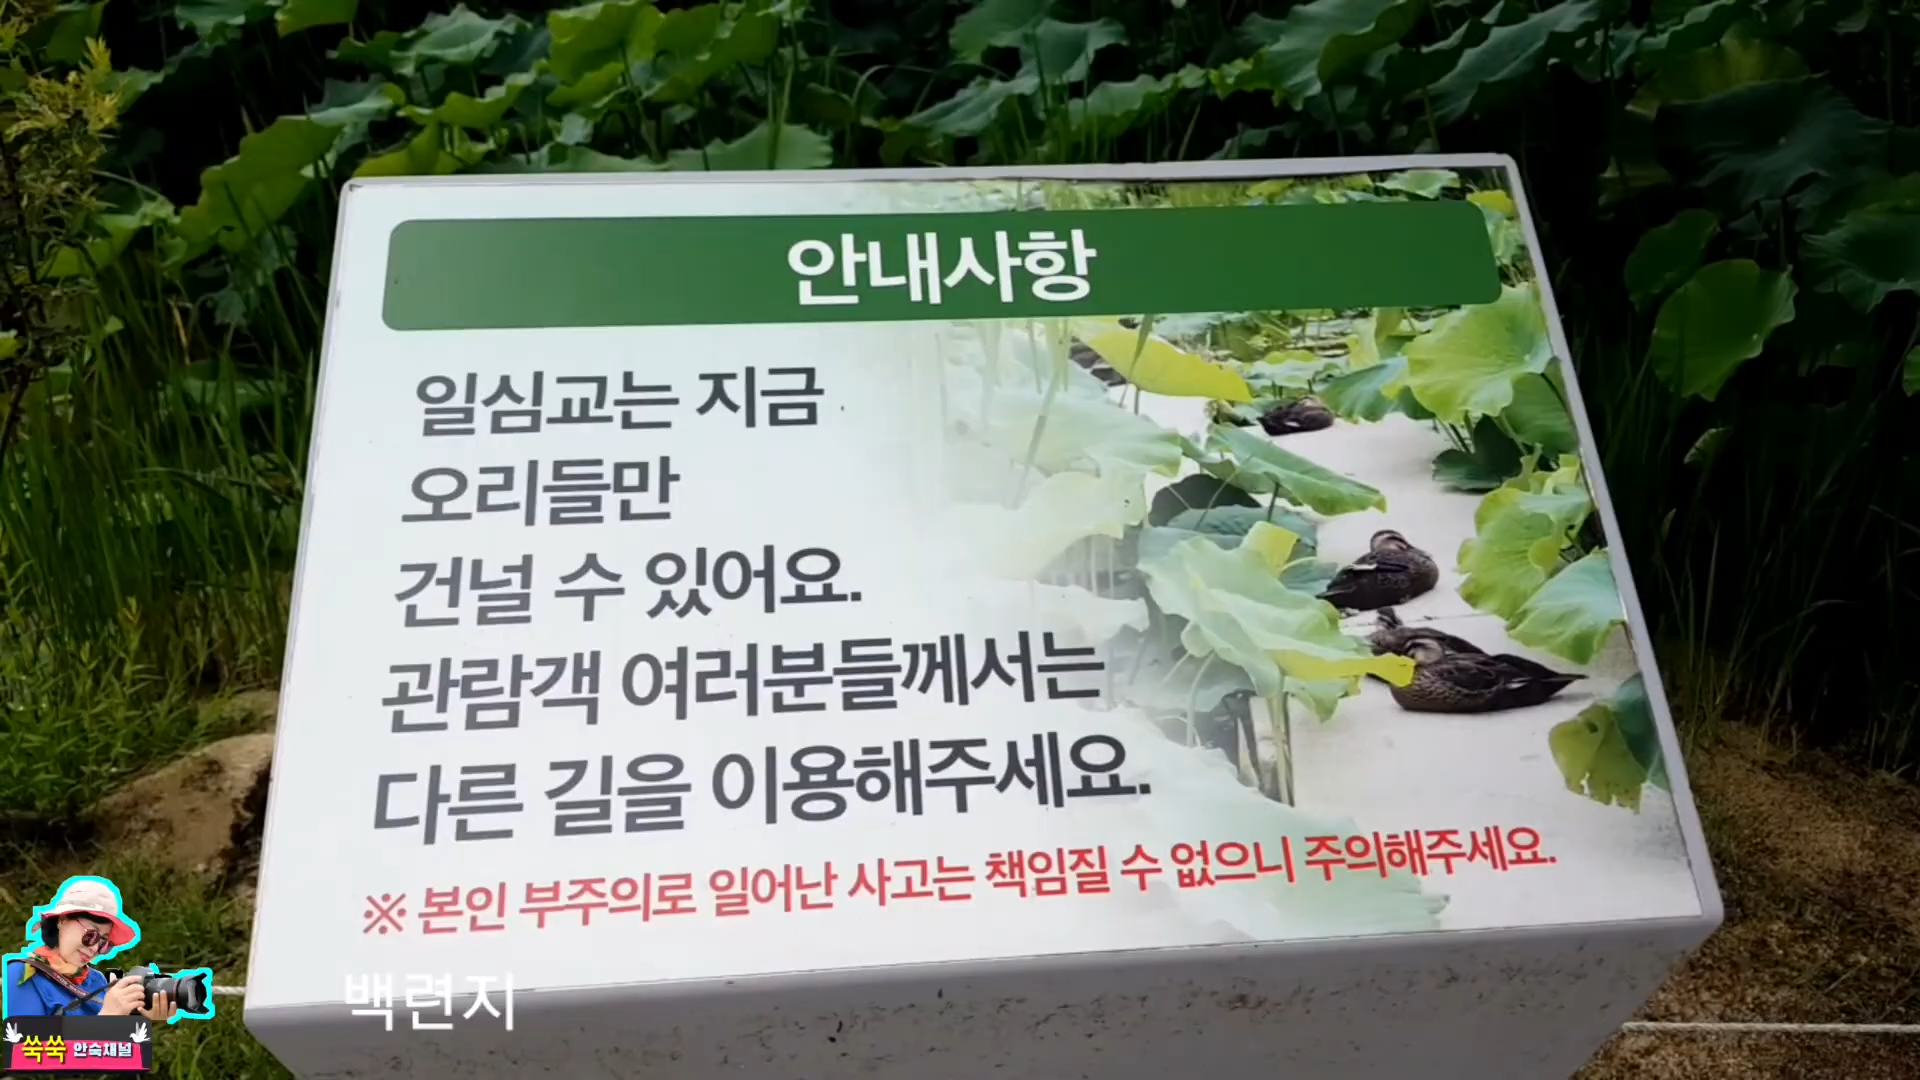 안내사항
일심교는 지금
오리들만
건널 수 있어요.
관람객 여러분들께서는
다른 길을 이용해주세요.
※ 본인 부주의로 일어난 사고는 책임질 수 없으니 주의해주세요.
백련지
쑥쑥 안숙채널